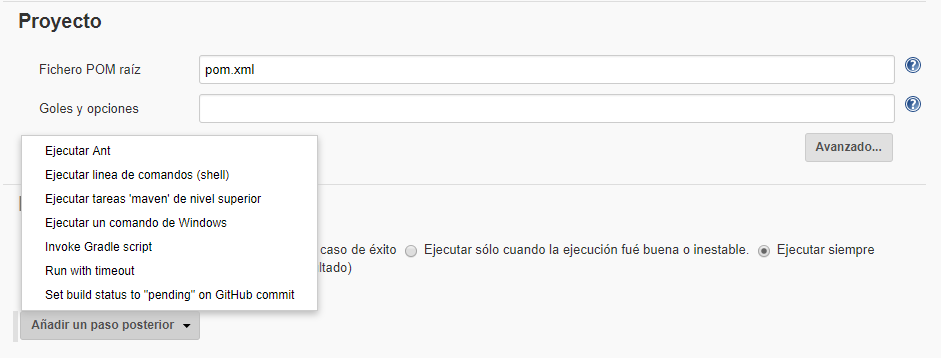 Proyecto
Fichero POM raíz
pom.xml
Goles y opciones
Avanzado...
Ejecutar Ant
Ejecutar linea de comandos (shell)
Ejecutar tareas 'maven' de nivel superior
Ejecutar un comando de Windows
Invoke Gradle script
Run with timeout
Set build status to "pending" on GitHub commit
caso de éxito Ejecutar sólo cuando la ejecución fué buena o inestable. Ejecutar siempre
ltado)
Añadir un paso posterior